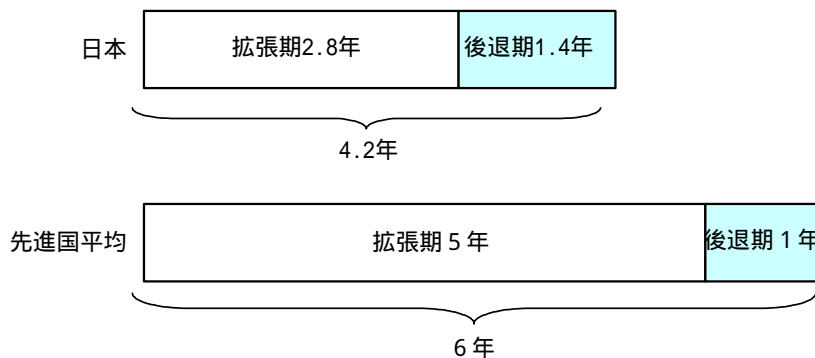 日本
拡張期2.8年
後退期1.4年
4.2年
先進国平均
拡張期5年
後退期1年
6年